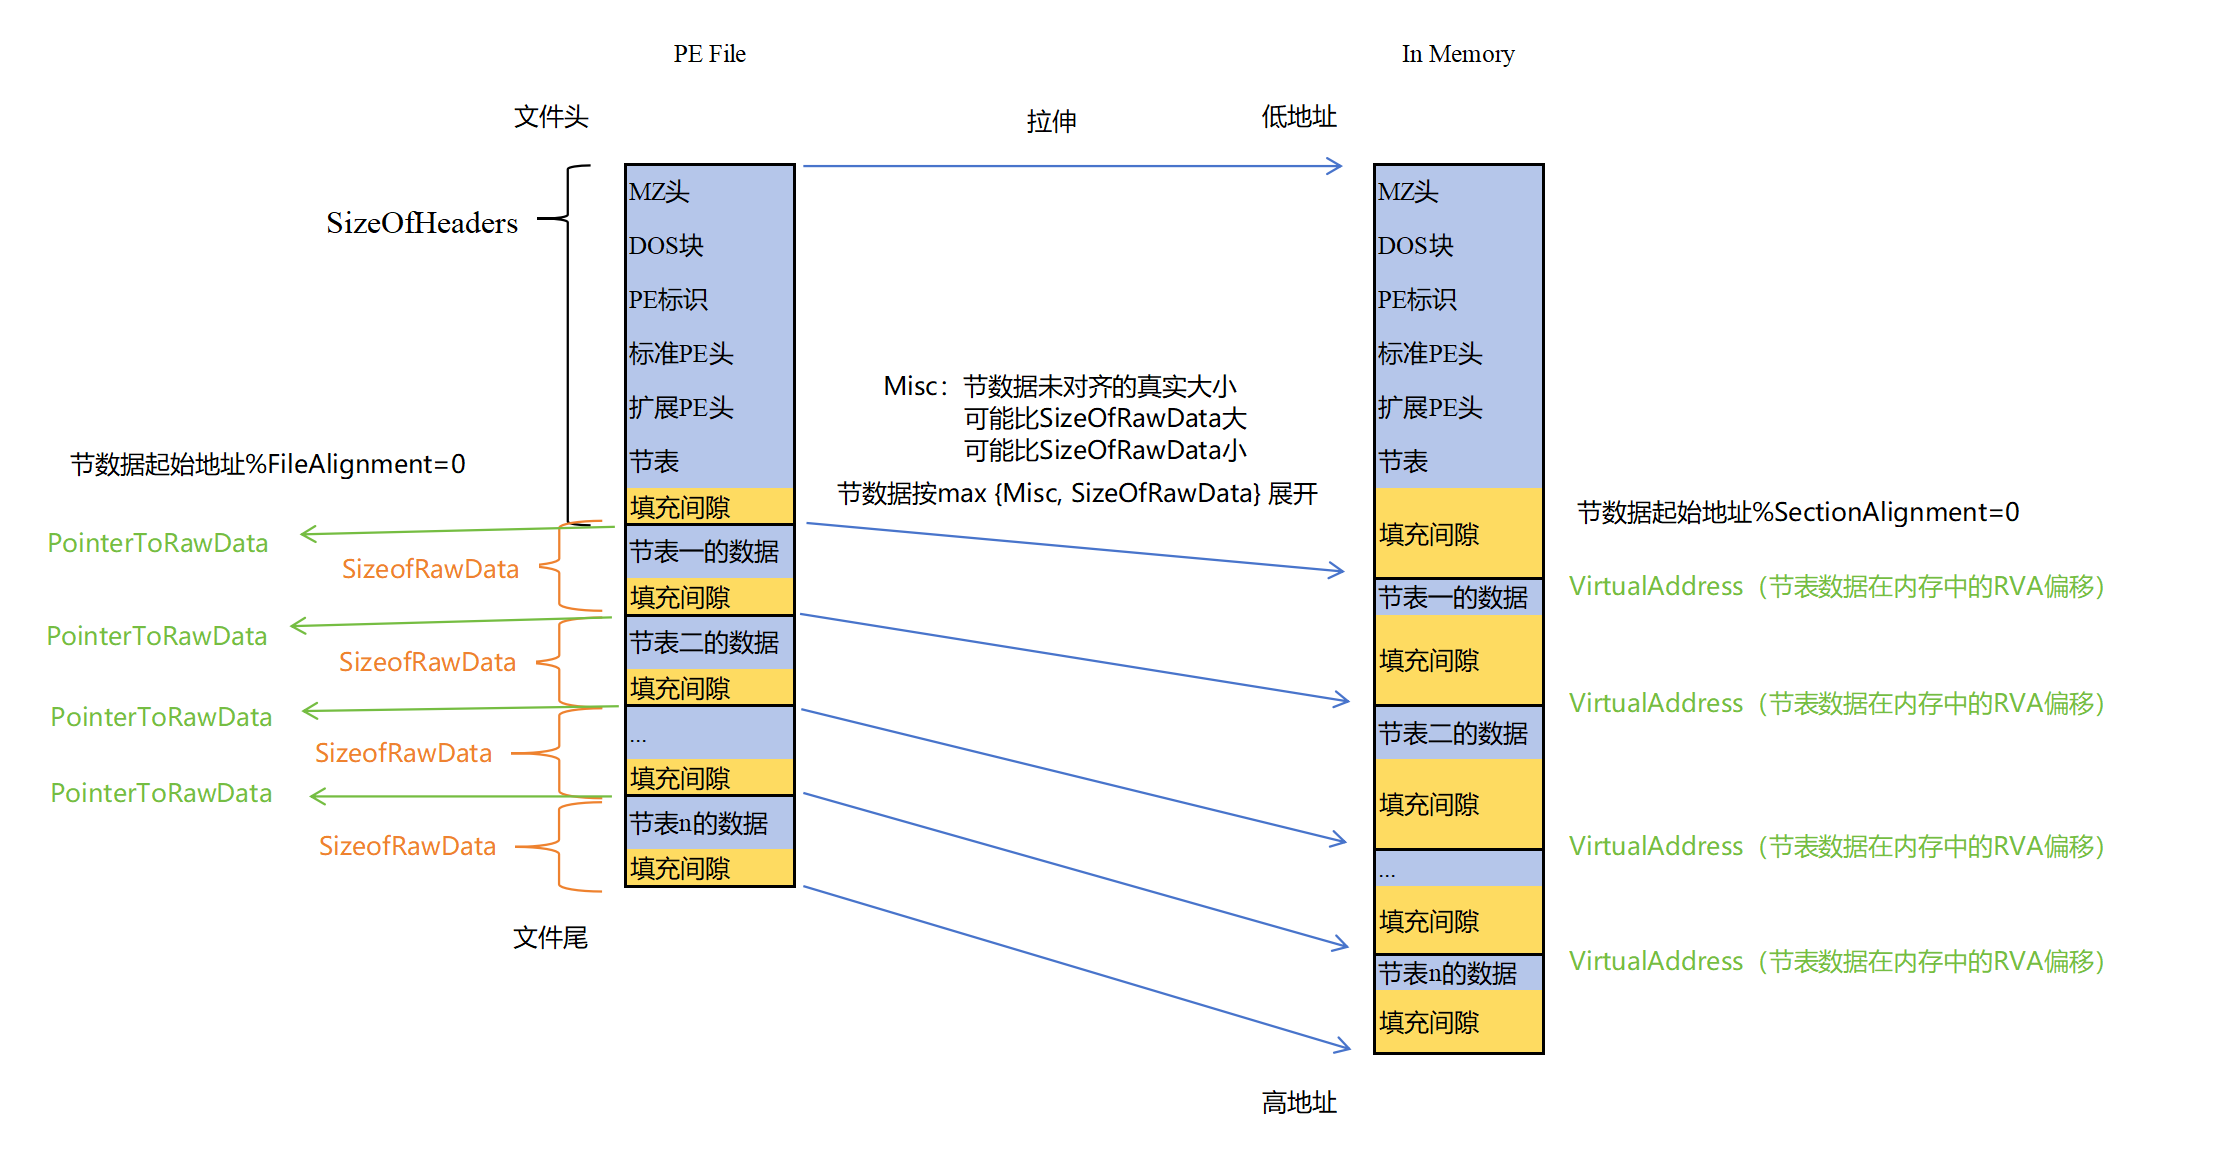 PE File
In Memory
文件头
拉伸
低地址
SizeOfHeaders
MZ头
DOS块
PE标识
标准PE头
扩展PE头
节表
填充间隙
节表一的数据
填充间隙
节表二的数据
填充间隙
...
填充间隙
节表n的数据
填充间隙
文件尾
节数据起始地址%FileAlignment=0
PointerToRawData
SizeofRawData
PointerToRawData
SizeofRawData
PointerToRawData
SizeofRawData
PointerToRawData
SizeofRawData
Misc：节数据未对齐的真实大小
可能比SizeOfRawData大
可能比SizeOfRawData小
节数据按max {Misc, SizeOfRawData} 展开
MZ头
DOS块
PE标识
标准PE头
扩展PE头
节表
填充间隙
节表一的数据
填充间隙
节表二的数据
填充间隙
...
填充间隙
节表n的数据
填充间隙
高地址
节数据起始地址%SectionAlignment=0
VirtualAddress（节表数据在内存中的RVA偏移）
VirtualAddress（节表数据在内存中的RVA偏移）
VirtualAddress（节表数据在内存中的RVA偏移）
VirtualAddress（节表数据在内存中的RVA偏移）